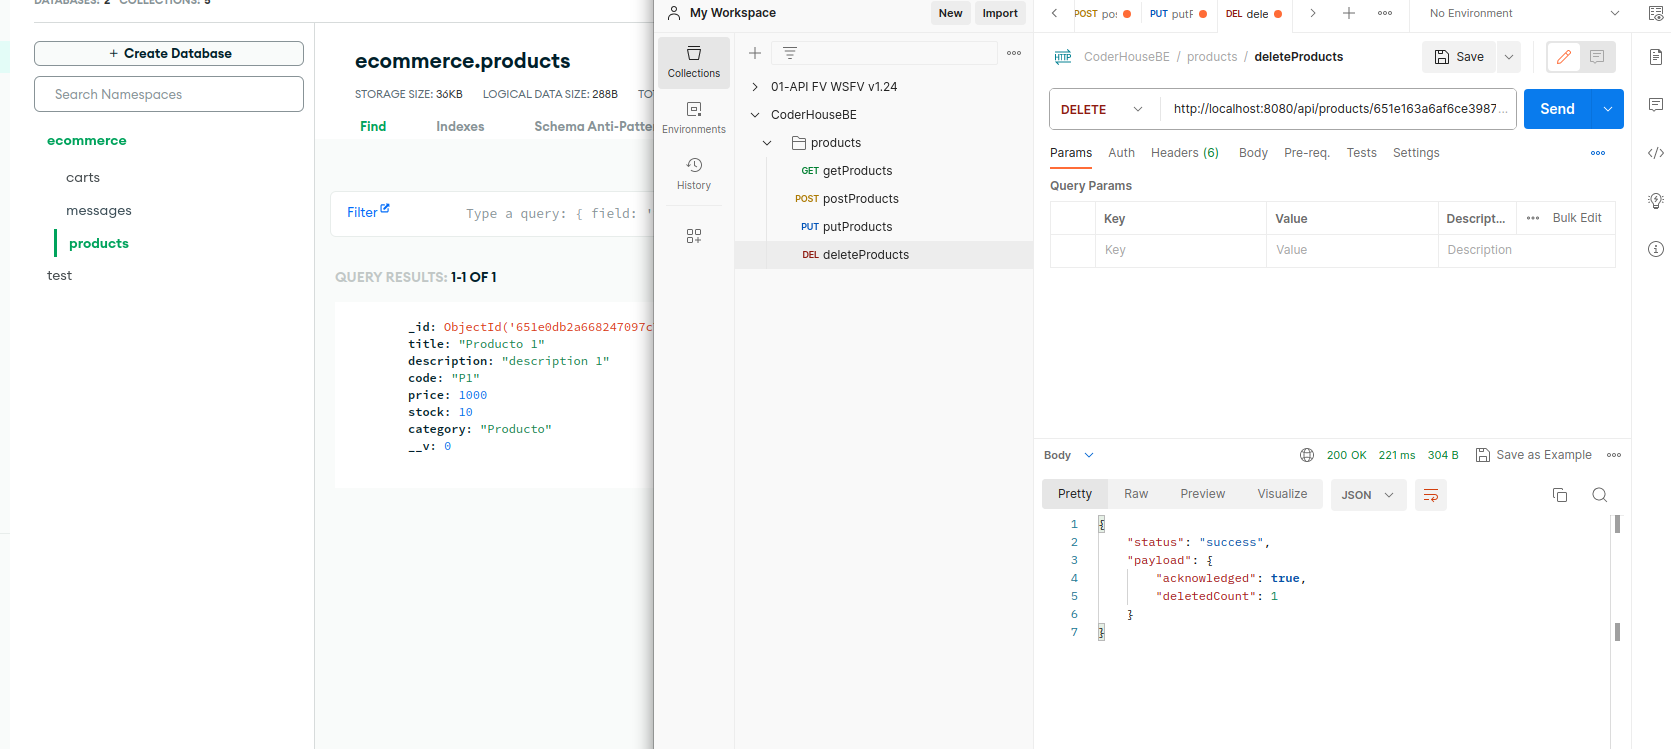 DATABASES: 2 COLLECTIONS: 5
+ Create Database
Search Namespaces
ecommerce
carts
messages
products
test
ecommerce.products
STORAGE SIZE: 36KB LOGICAL DATA SIZE: 288B TO
Find Indexes Schema Anti-Patte
Filter Type a query: { field: '
QUERY RESULTS: 1-1 OF 1
_id: ObjectId('651e0db2a668247097c
title: "Producto 1"
description: "description 1"
code: "P1"
price: 1000
stock: 10
category: "Producto"
__v: 0
My Workspace New Import
Collections
Environments
History
01-API FV WSFV v1.24
CoderHouseBE
products
GET getProducts
POST postProducts
PUT putProducts
DEL deleteProducts
POST pos PUT putP DEL dele No Environment
HTTP CoderHouseBE / products / deleteProducts Save
DELETE http://localhost:8080/api/products/651e163a6af6ce3987... Send
Params Auth Headers (6) Body Pre-req. Tests Settings
Query Params
Key Value Descript... Bulk Edit
Key Value Description
Body 200 OK 221 ms 304 B Save as Example
Pretty Raw Preview Visualize JSON
1 {
2 "status": "success",
3 "payload": {
4 "acknowledged": true,
5 "deletedCount": 1
6 }
7 }